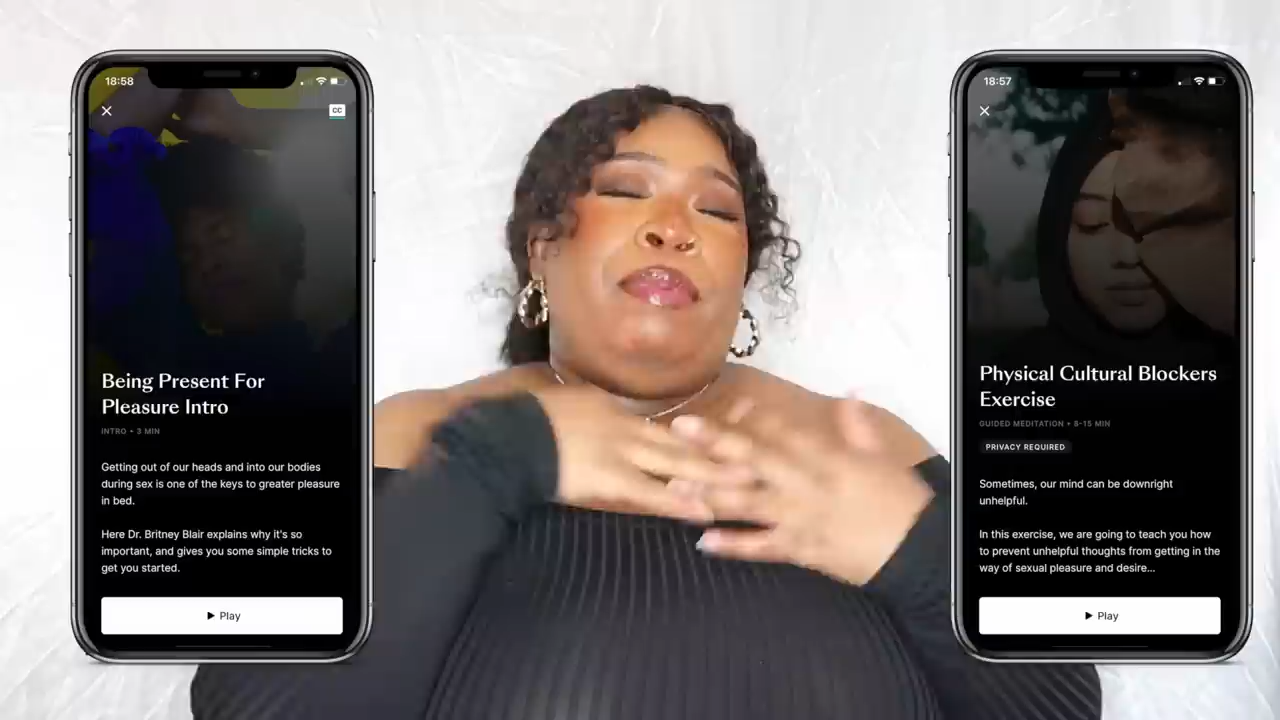 18:58
CC
Being Present For
Pleasure Intro
INTRO • 3 MIN
Getting out of our heads and into our bodies
during sex is one of the keys to greater pleasure
in bed.
Here Dr. Britney Blair explains why it's so
important, and gives you some simple tricks to
get you started.
Play
18:57
Physical Cultural Blockers
Exercise
GUIDED MEDITATION • 8-15 MIN
PRIVACY REQUIRED
Sometimes, our mind can be downright
unhelpful.
In this exercise, we are going to teach you how
to prevent unhelpful thoughts from getting in the
way of sexual pleasure and desire...
Play